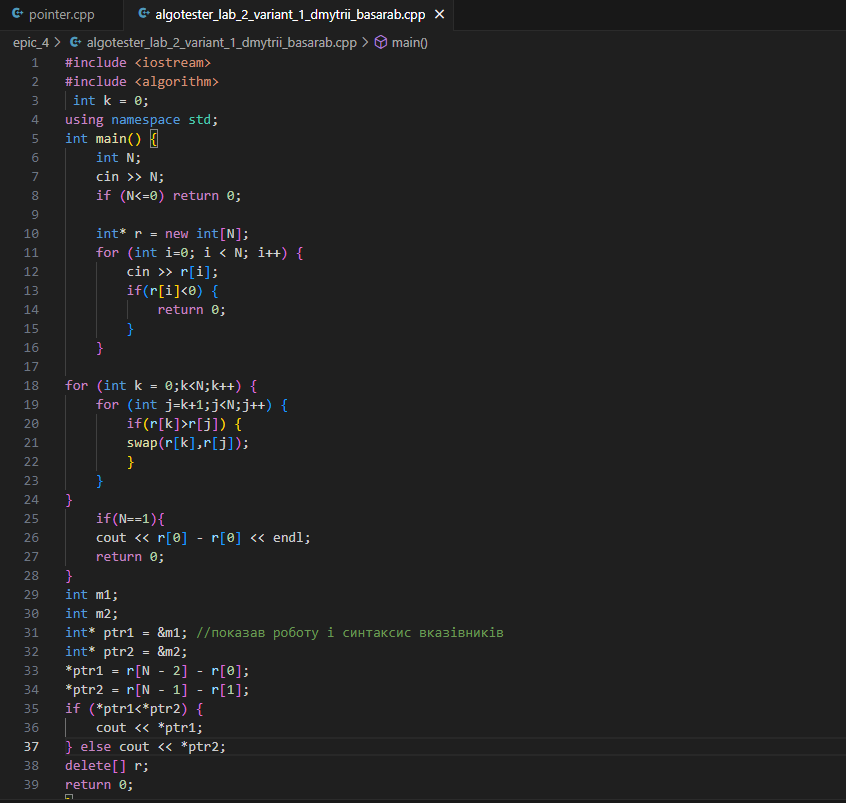 pointer.cpp algotester_lab_2_variant_1_dmytrii_basarab.cpp ×
epic_4 > algotester_lab_2_variant_1_dmytrii_basarab.cpp > main()
1 #include <iostream>
2 #include <algorithm>
3 int k = 0;
4 using namespace std;
5 int main() {
6 int N;
7 cin >> N;
8 if (N<=0) return 0;
9
10 int* r = new int[N];
11 for (int i=0; i < N; i++) {
12 cin >> r[i];
13 if(r[i]<0) {
14 return 0;
15 }
16 }
17
18 for (int k = 0;k<N;k++) {
19 for (int j=k+1;j<N;j++) {
20 if(r[k]>r[j]) {
21 swap(r[k],r[j]);
22 }
23 }
24 }
25 if(N==1){
26 cout << r[0] - r[0] << endl;
27 return 0;
28 }
29 int m1;
30 int m2;
31 int* ptr1 = &m1; //показав роботу і синтаксис вказівників
32 int* ptr2 = &m2;
33 *ptr1 = r[N - 2] - r[0];
34 *ptr2 = r[N - 1] - r[1];
35 if (*ptr1<*ptr2) {
36 cout << *ptr1;
37 } else cout << *ptr2;
38 delete[] r;
39 return 0;